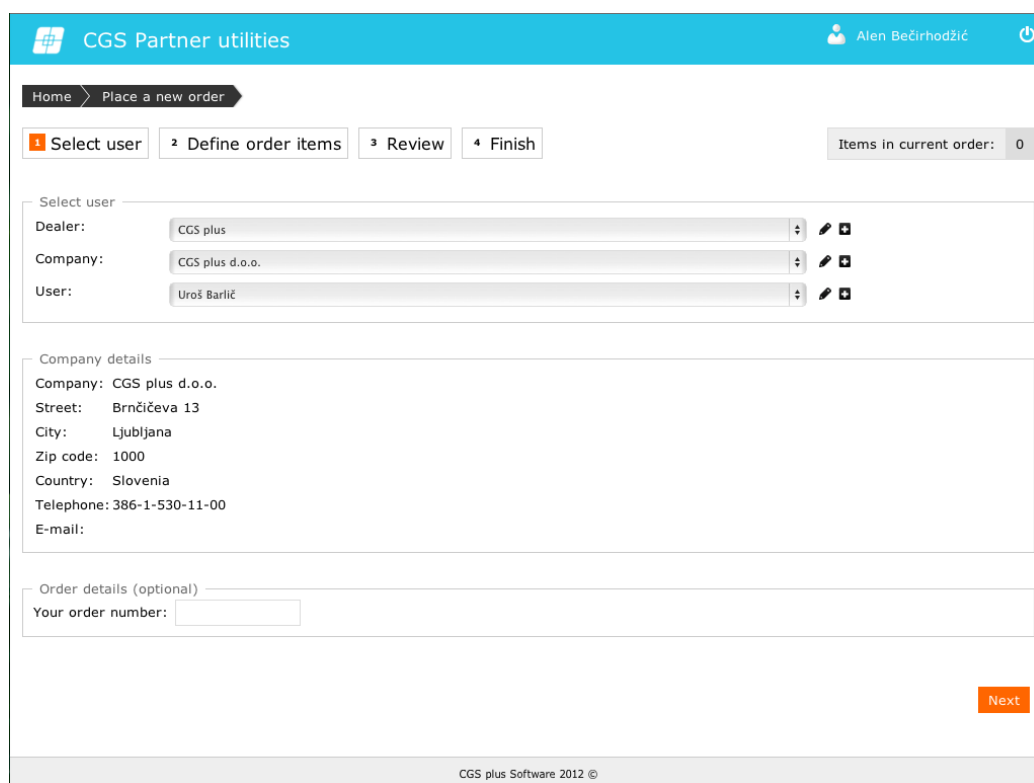 CGS Partner utilities Alen Bečirhodžić
Home Place a new order
1 Select user 2 Define order items 3 Review 4 Finish Items in current order: 0
Select user
Dealer: CGS plus
Company: CGS plus d.o.o.
User: Uroš Barlič
Company details
Company: CGS plus d.o.o.
Street: Brnčičeva 13
City: Ljubljana
Zip code: 1000
Country: Slovenia
Telephone: 386-1-530-11-00
E-mail:
Order details (optional)
Your order number:
Next
CGS plus Software 2012 ©